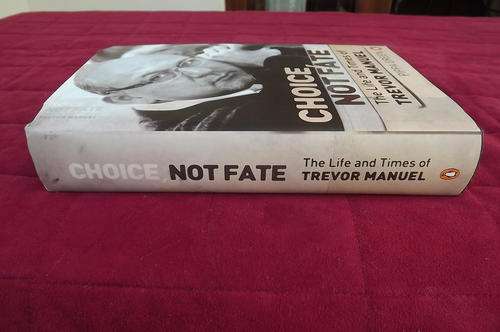 CHOICE,
NOT FATE
The Life and Times of
TREVOR MANUEL
CHOICE, NOT FATE
The Life and Times of
TREVOR MANUEL